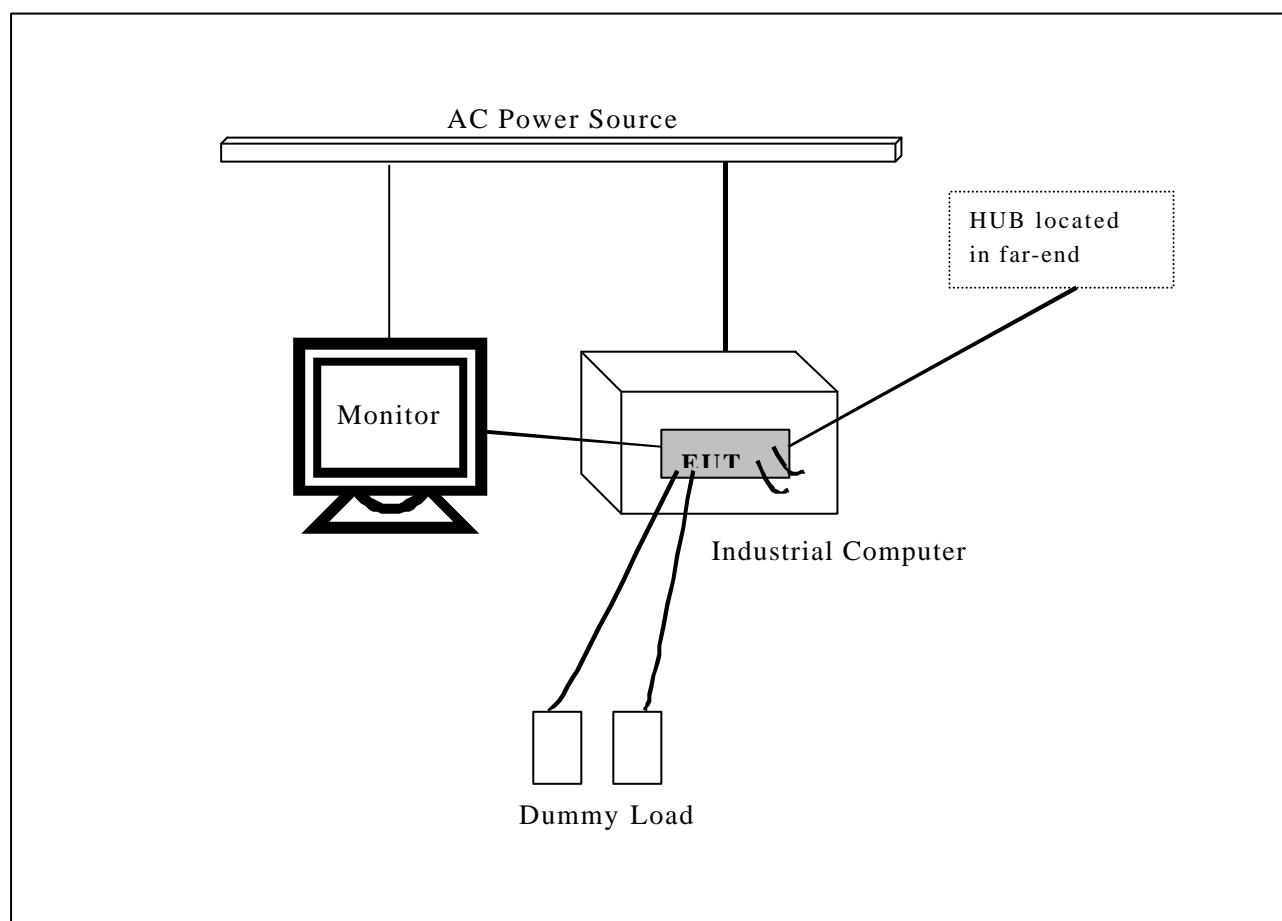 AC Power Source
HUB located
in far-end
Monitor
EUT
Industrial Computer
Dummy Load